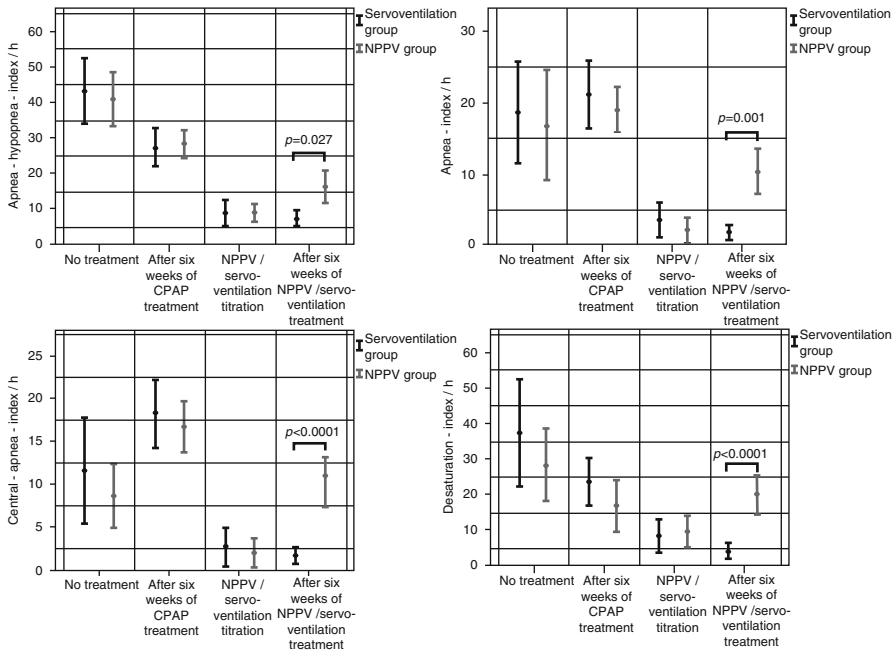 Servoventilation
group
NPPV group
Apnea - hypopnea - index / h
60
50
40
30
20
10
0
p=0.027
No treatment
After six
weeks of
CPAP
treatment
NPPV /
servo-
ventilation
titration
After six
weeks of
NPPV /servo-
ventilation
treatment
Servoventilation
group
NPPV group
Apnea - index / h
30
20
10
0
p=0.001
No treatment
After six
weeks of
CPAP
treatment
NPPV /
servo-
ventilation
titration
After six
weeks of
NPPV /servo-
ventilation
treatment
Servoventilation
group
NPPV group
Central - apnea - index / h
25
20
15
10
5
0
p<0.0001
No treatment
After six
weeks of
CPAP
treatment
NPPV /
servo-
ventilation
titration
After six
weeks of
NPPV /servo-
ventilation
treatment
Servoventilation
group
NPPV group
Desaturation - index / h
60
50
40
30
20
10
0
p<0.0001
No treatment
After six
weeks of
CPAP
treatment
NPPV /
servo-
ventilation
titration
After six
weeks of
NPPV /servo-
ventilation
treatment